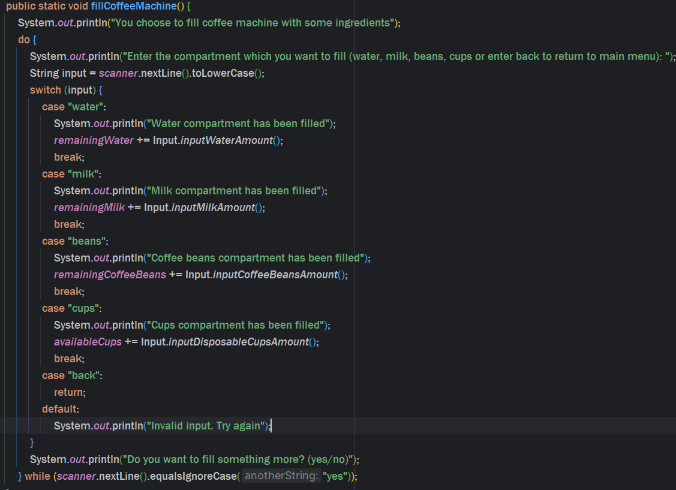 public static void fillCoffeeMachine() {
System.out.println("You choose to fill coffee machine with some ingredients");
do {
System.out.println("Enter the compartment which you want to fill (water, milk, beans, cups or enter back to return to main menu): ");
String input = scanner.nextLine().toLowerCase();
switch (input) {
case "water":
System.out.println("Water compartment has been filled");
remainingWater += Input.inputWaterAmount();
break;
case "milk":
System.out.println("Milk compartment has been filled");
remainingMilk += Input.inputMilkAmount();
break;
case "beans":
System.out.println("Coffee beans compartment has been filled");
remainingCoffeeBeans += Input.inputCoffeeBeansAmount();
break;
case "cups":
System.out.println("Cups compartment has been filled");
availableCups += Input.inputDisposableCupsAmount();
break;
case "back":
return;
default:
System.out.println("Invalid input. Try again");
}
System.out.println("Do you want to fill something more? (yes/no)");
} while (scanner.nextLine().equalsIgnoreCase( anotherString: "yes"));